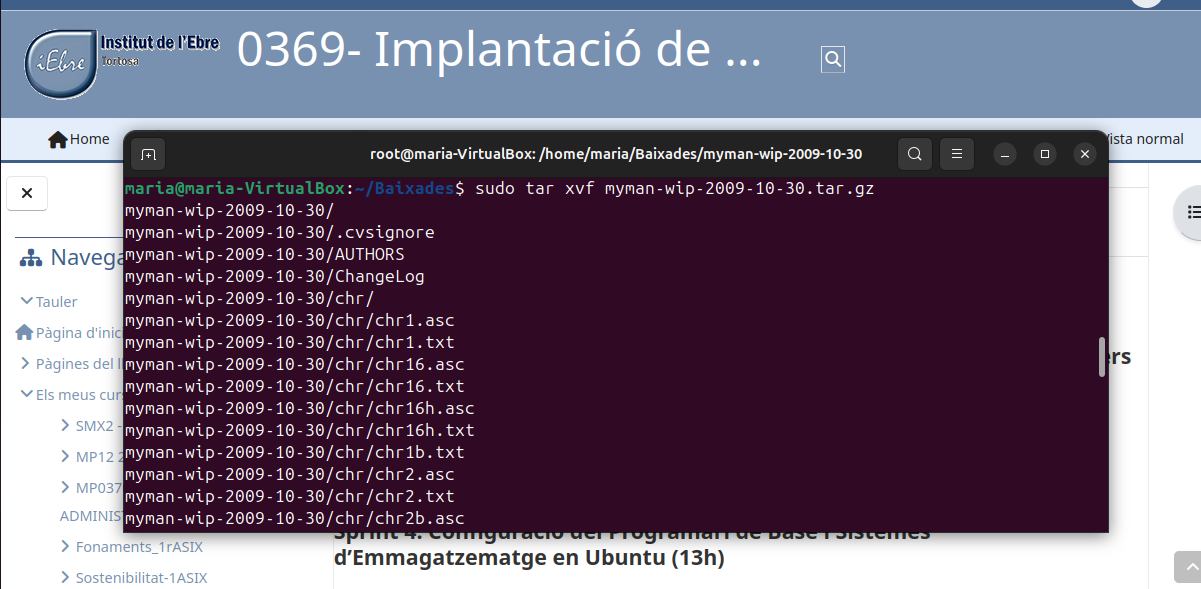 iEbre
Institut de l'Ebre
Tortosa
0369- Implantació de ...
Home
ista normal
root@maria-VirtualBox: /home/maria/Baixades/myman-wip-2009-10-30
maria@maria-VirtualBox:~/Baixades$ sudo tar xvf myman-wip-2009-10-30.tar.gz
myman-wip-2009-10-30/
myman-wip-2009-10-30/.cvsignore
myman-wip-2009-10-30/AUTHORS
myman-wip-2009-10-30/ChangeLog
myman-wip-2009-10-30/chr/
myman-wip-2009-10-30/chr/chr1.asc
myman-wip-2009-10-30/chr/chr1.txt
myman-wip-2009-10-30/chr/chr16.asc
myman-wip-2009-10-30/chr/chr16.txt
myman-wip-2009-10-30/chr/chr16h.asc
myman-wip-2009-10-30/chr/chr16h.txt
myman-wip-2009-10-30/chr/chr1b.txt
myman-wip-2009-10-30/chr/chr2.asc
myman-wip-2009-10-30/chr/chr2.txt
myman-wip-2009-10-30/chr/chr2b.asc
Navega
Tauler
Pàgina d'inici
Pàgines del ll
Els meus curs
SMX2 -
MP12 2
MP037
ADMINIS
Fonaments_1rASIX
Sostenibilitat-1ASIX
ers
Sprint 4: Configuració del Programari de Base i Sistemes
d'Emmagatzematge en Ubuntu (13h)